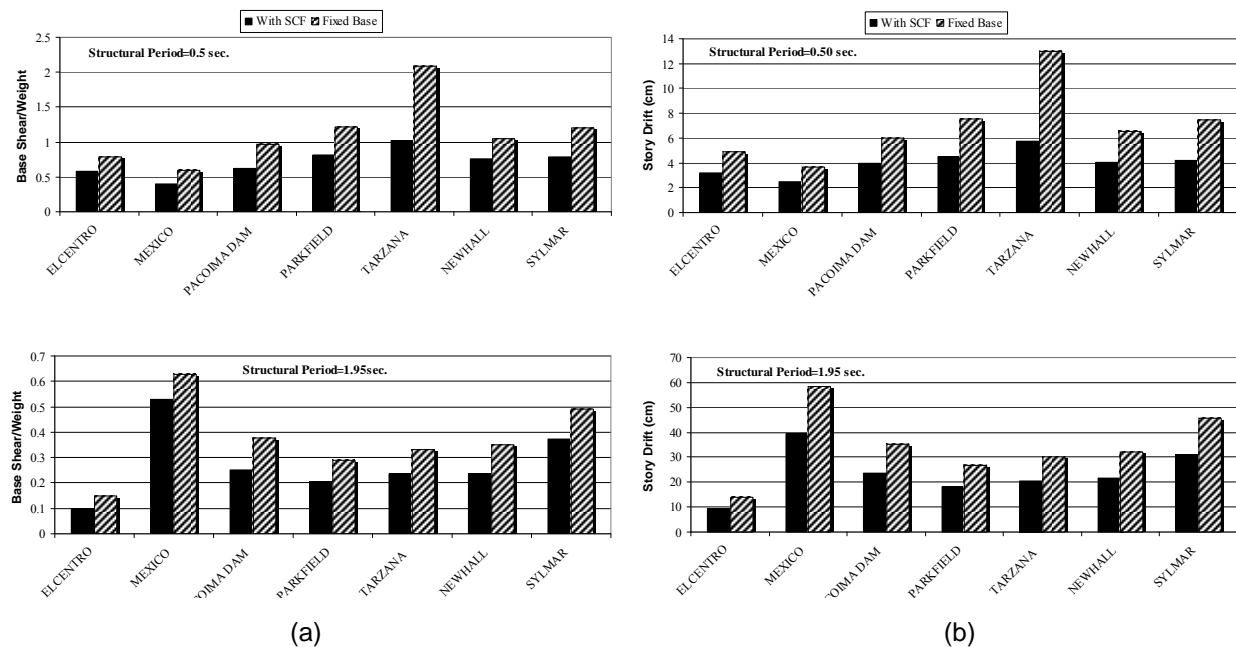 With SCF Fixed Base
Structural Period=0.5 sec.
Base Shear/Weight
2.5
2
1.5
1
0.5
0
ELCENTRO
MEXICO
PACOIMA DAM
PARKFIELD
TARZANA
NEWHALL
SYLMAR
With SCF Fixed Base
Structural Period=0.50 sec.
Story Drift (cm)
14
12
10
8
6
4
2
0
ELCENTRO
MEXICO
PACOIMA DAM
PARKFIELD
TARZANA
NEWHALL
SYLMAR
Structural Period=1.95sec.
Base Shear/Weight
0.7
0.6
0.5
0.4
0.3
0.2
0.1
0
ELCENTRO
MEXICO
COIMA DAM
PARKFIELD
TARZANA
NEWHALL
SYLMAR
(a)
Structural Period=1.95 sec.
Story Drift (cm)
70
60
50
40
30
20
10
0
ELCENTRO
MEXICO
COIMA DAM
PARKFIELD
TARZANA
NEWHALL
SYLMAR
(b)